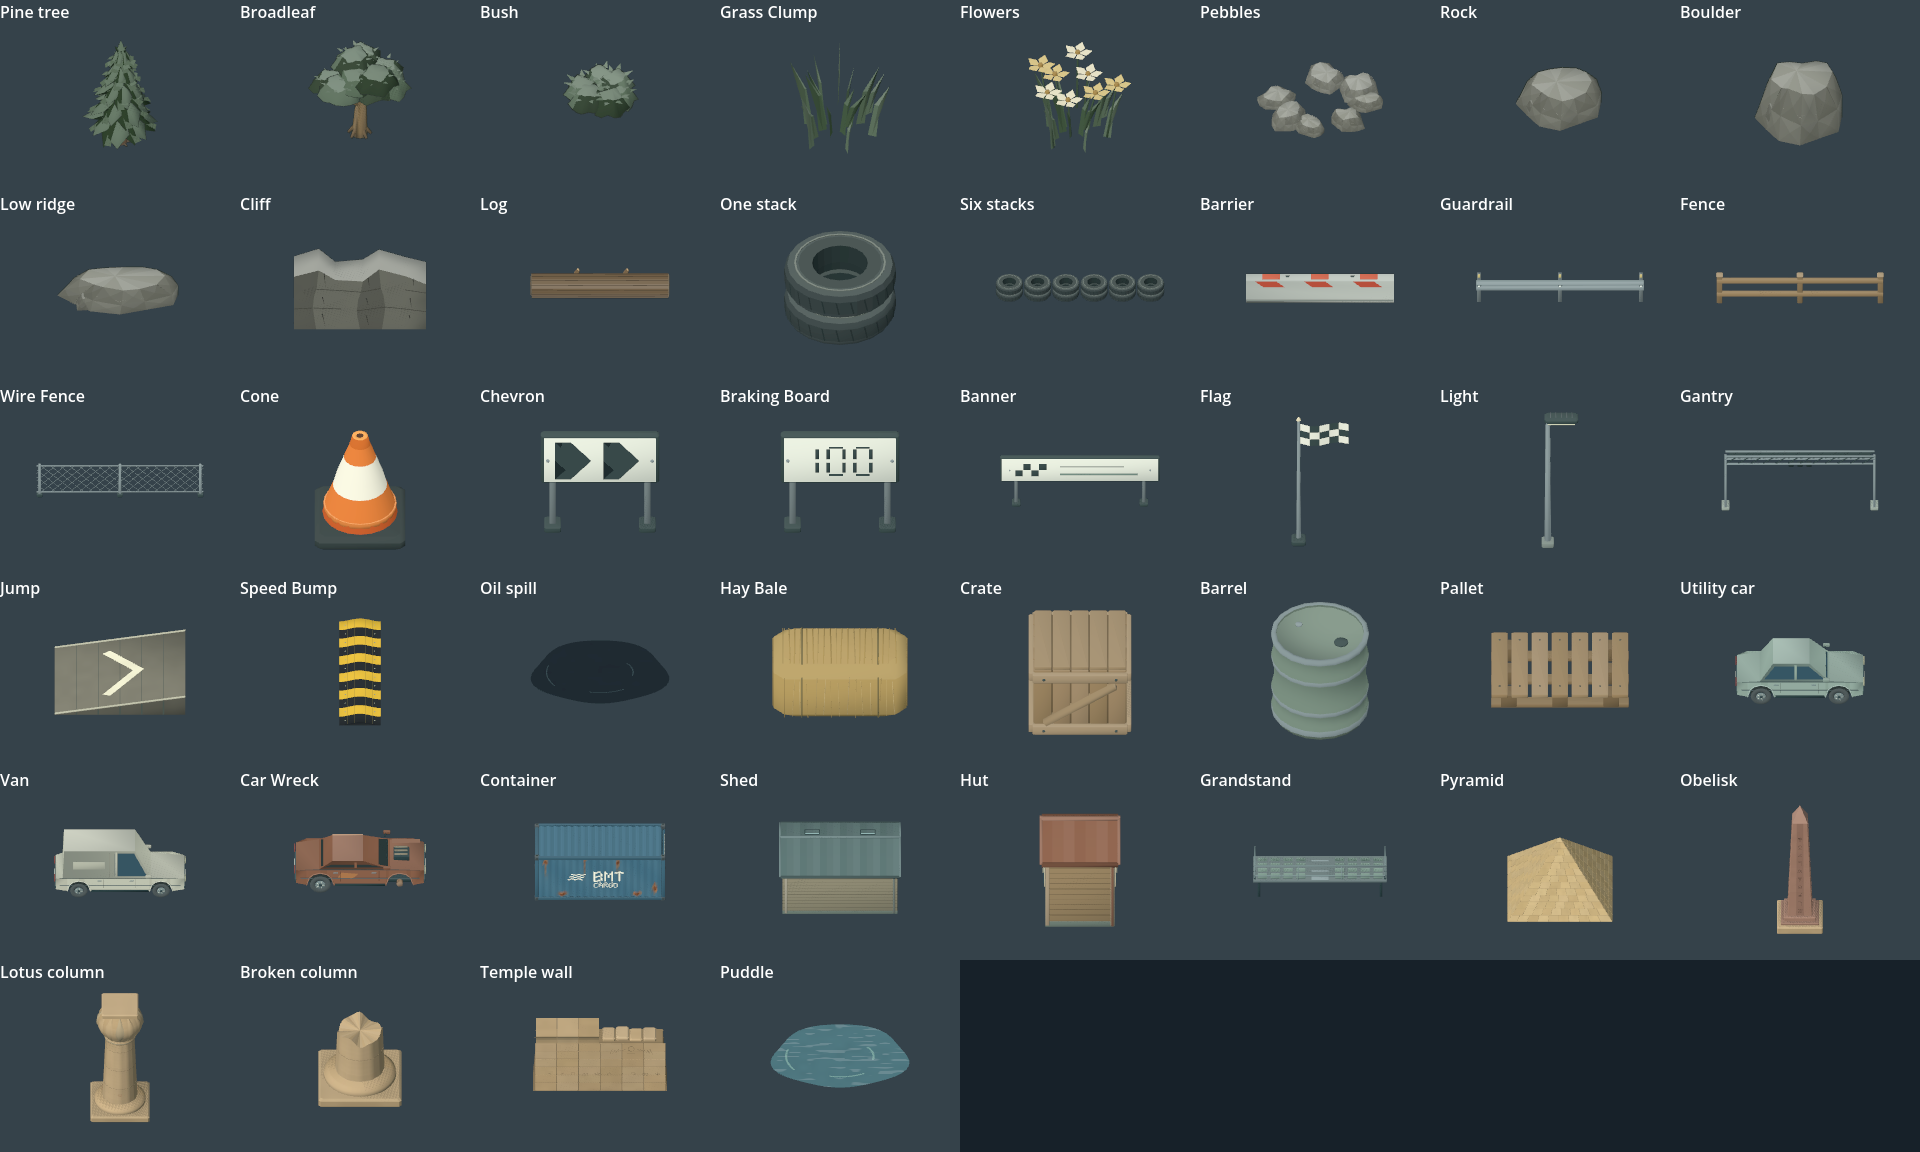 Pine tree
Broadleaf
Bush
Grass Clump
Flowers
Pebbles
Rock
Boulder
Low ridge
Cliff
Log
One stack
Six stacks
Barrier
Guardrail
Fence
Wire Fence
Cone
Chevron
Braking Board
Banner
Flag
Light
Gantry
100
Jump
Speed Bump
Oil spill
Hay Bale
Crate
Barrel
Pallet
Utility car
Van
Car Wreck
Container
Shed
Hut
Grandstand
Pyramid
Obelisk
BMT
CARGO
Lotus column
Broken column
Temple wall
Puddle